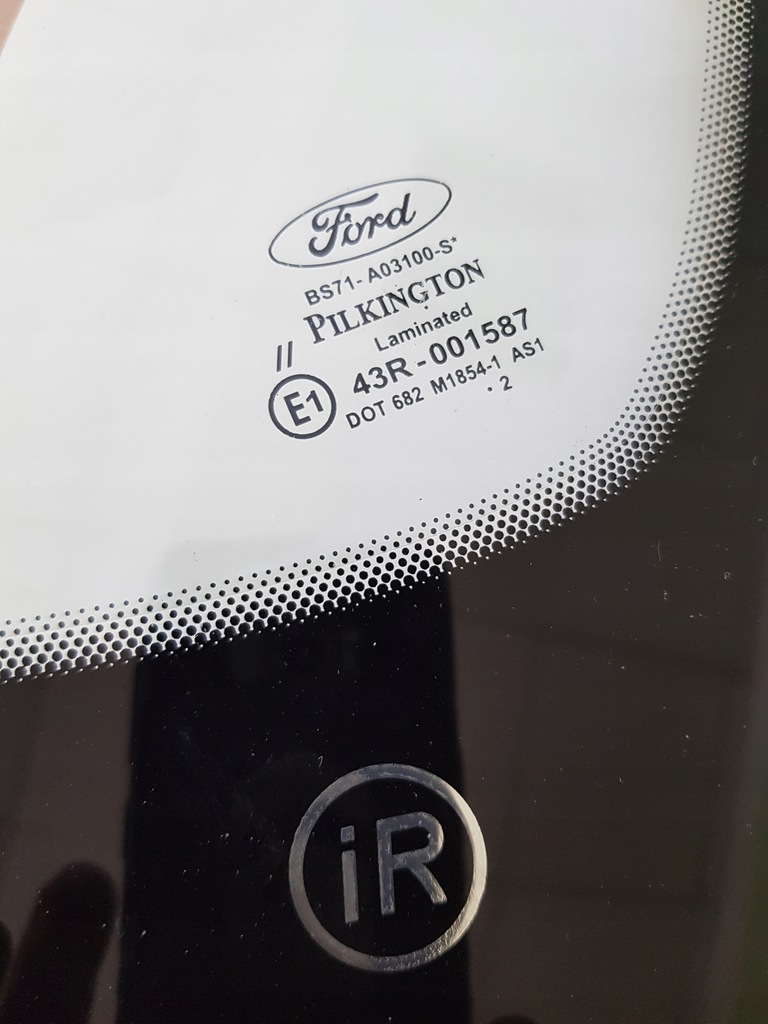 Ford
BS71- A03100-S*
PILKINGTON
// Laminated
E1 43R-001587
DOT 682 M1854-1 AS1
. 2
iR